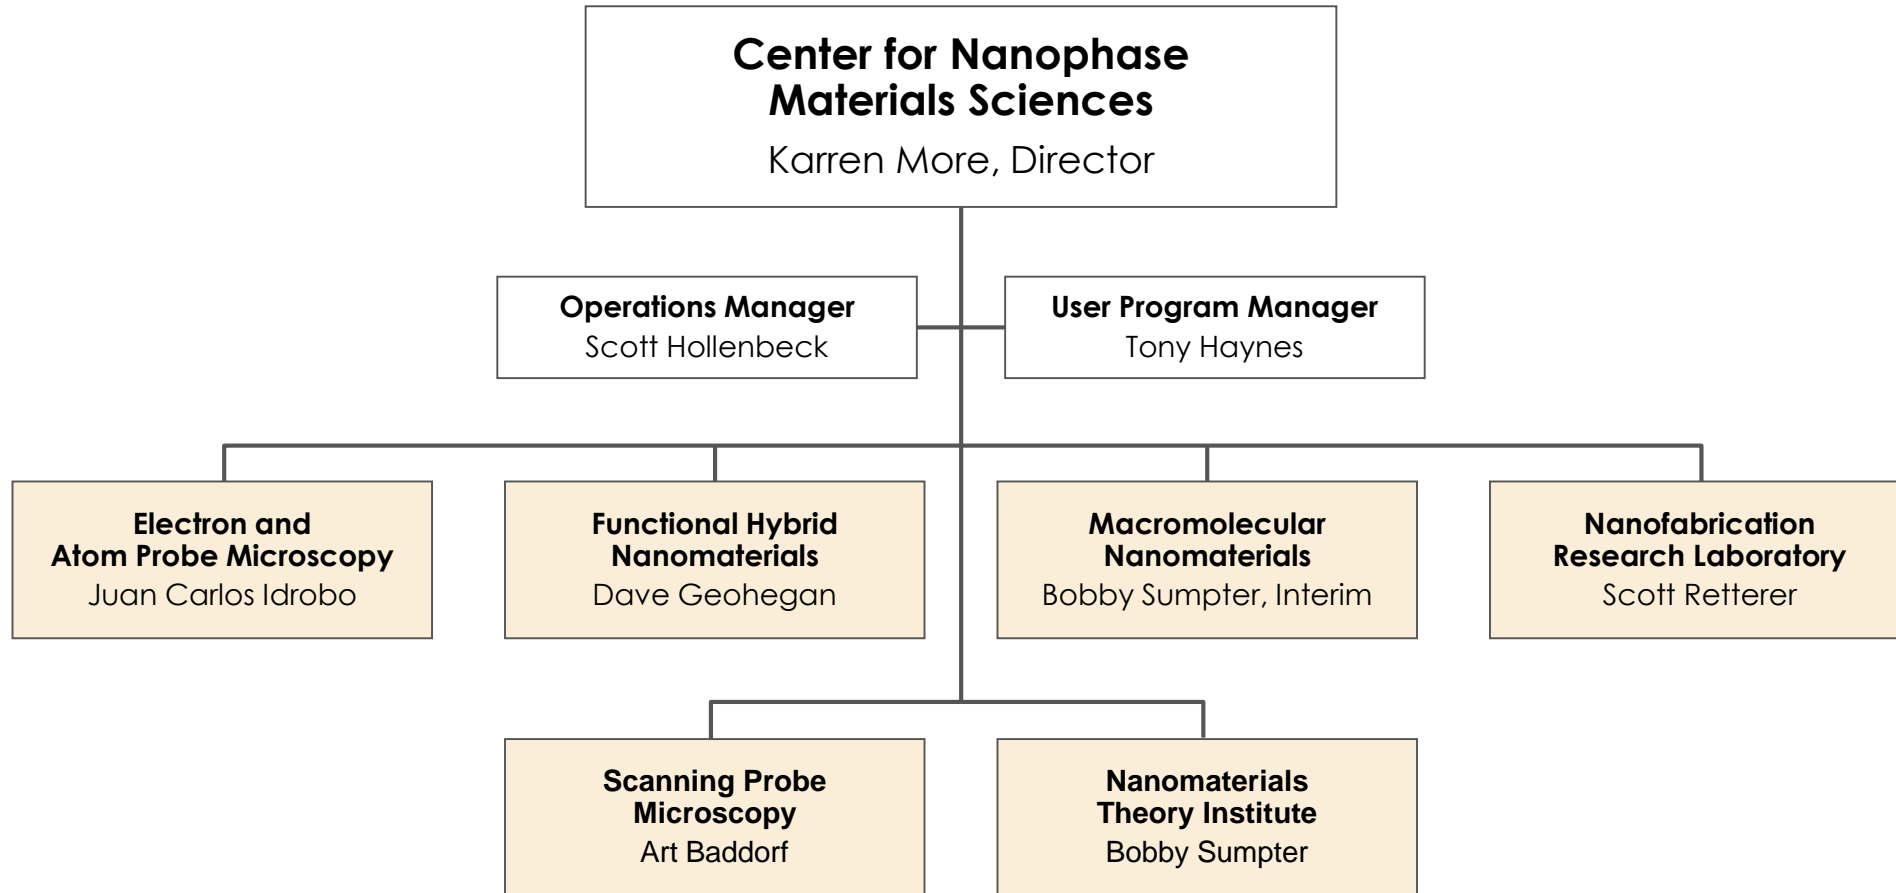 Center for Nanophase
Materials Sciences
Karren More, Director
Operations Manager
Scott Hollenbeck
User Program Manager
Tony Haynes
Electron and
Atom Probe Microscopy
Juan Carlos Idrobo
Functional Hybrid
Nanomaterials
Dave Geohegan
Macromolecular
Nanomaterials
Bobby Sumpter, Interim
Nanofabrication
Research Laboratory
Scott Retterer
Scanning Probe
Microscopy
Art Baddorf
Nanomaterials
Theory Institute
Bobby Sumpter